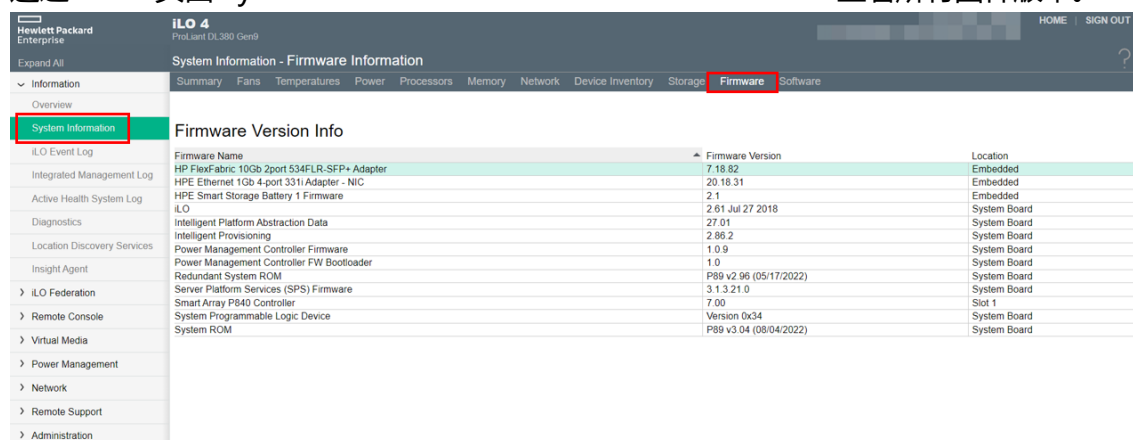 Hewlett Packard
Enterprise
iLO 4
ProLiant DL380 Gen9
HOME | SIGN OUT
Expand All
System Information - Firmware Information
?
Information
Summary Fans Temperatures Power Processors Memory Network Device Inventory Storage Firmware Software
Overview
System Information
iLO Event Log
Integrated Management Log
Active Health System Log
Diagnostics
Location Discovery Services
Insight Agent
iLO Federation
Remote Console
Virtual Media
Power Management
Network
Remote Support
Administration
Firmware Version Info
Firmware Name Firmware Version Location
HP FlexFabric 10Gb 2port 534FLR-SFP+ Adapter 7.18.82 Embedded
HPE Ethernet 1Gb 4-port 331i Adapter - NIC 20.18.31 Embedded
HPE Smart Storage Battery 1 Firmware 2.1 Embedded
iLO 2.61 Jul 27 2018 System Board
Intelligent Platform Abstraction Data 27.01 System Board
Intelligent Provisioning 2.86.2 System Board
Power Management Controller Firmware 1.0.9 System Board
Power Management Controller FW Bootloader 1.0 System Board
Redundant System ROM P89 v2.96 (05/17/2022) System Board
Server Platform Services (SPS) Firmware 3.1.3.21.0 System Board
Smart Array P840 Controller 7.00 Slot 1
System Programmable Logic Device Version 0x34 System Board
System ROM P89 v3.04 (08/04/2022) System Board